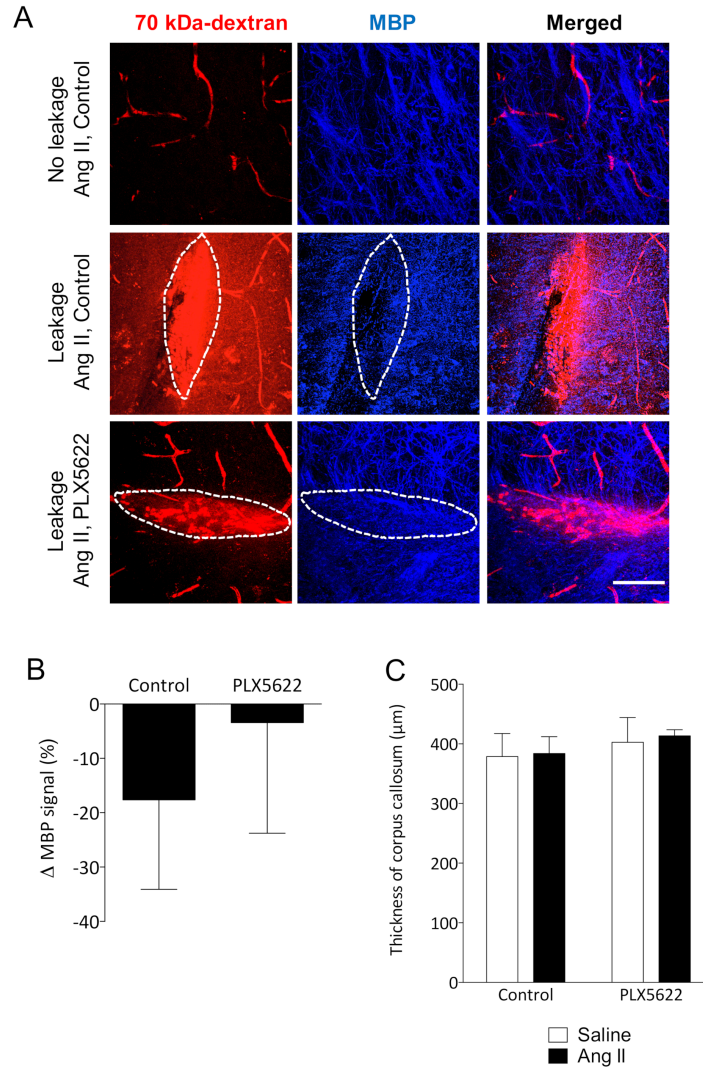 A
70 kDa-dextran
MBP
Merged
No leakage
Ang II, Control
Leakage
Ang II, Control
Leakage
Ang II, PLX5622
B
Control
PLX5622
0
-10
-20
-30
-40
Δ MBP signal (%)
C
500
400
300
200
100
0
Thickness of corpus callosum (μm)
Control
PLX5622
Saline
Ang II